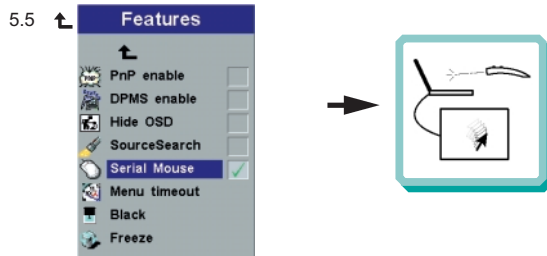 5.5
Features
PnP enable
DPMS enable
Hide OSD
SourceSearch
Serial Mouse
Menu timeout
Black
Freeze